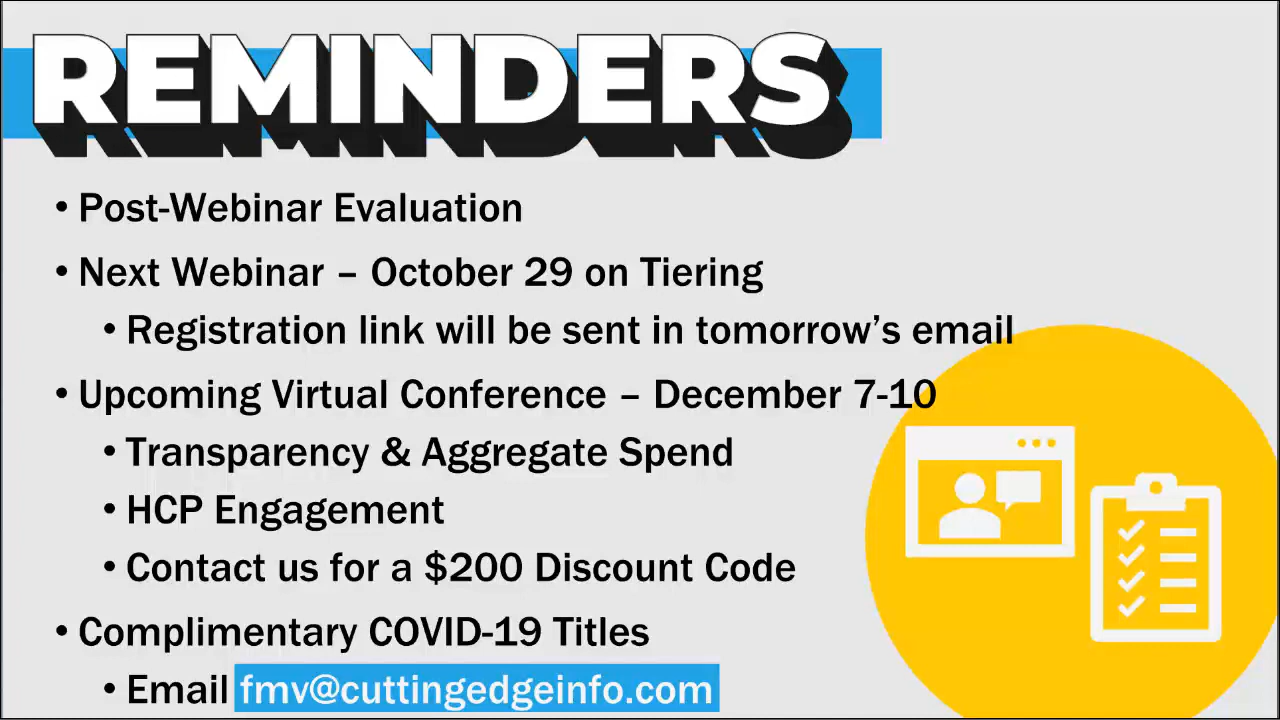 REMINDERS
• Post-Webinar Evaluation
• Next Webinar – October 29 on Tiering
• Registration link will be sent in tomorrow’s email
• Upcoming Virtual Conference – December 7-10
• Transparency & Aggregate Spend
• HCP Engagement
• Contact us for a $200 Discount Code
• Complimentary COVID-19 Titles
• Email fmv@cuttingedgeinfo.com